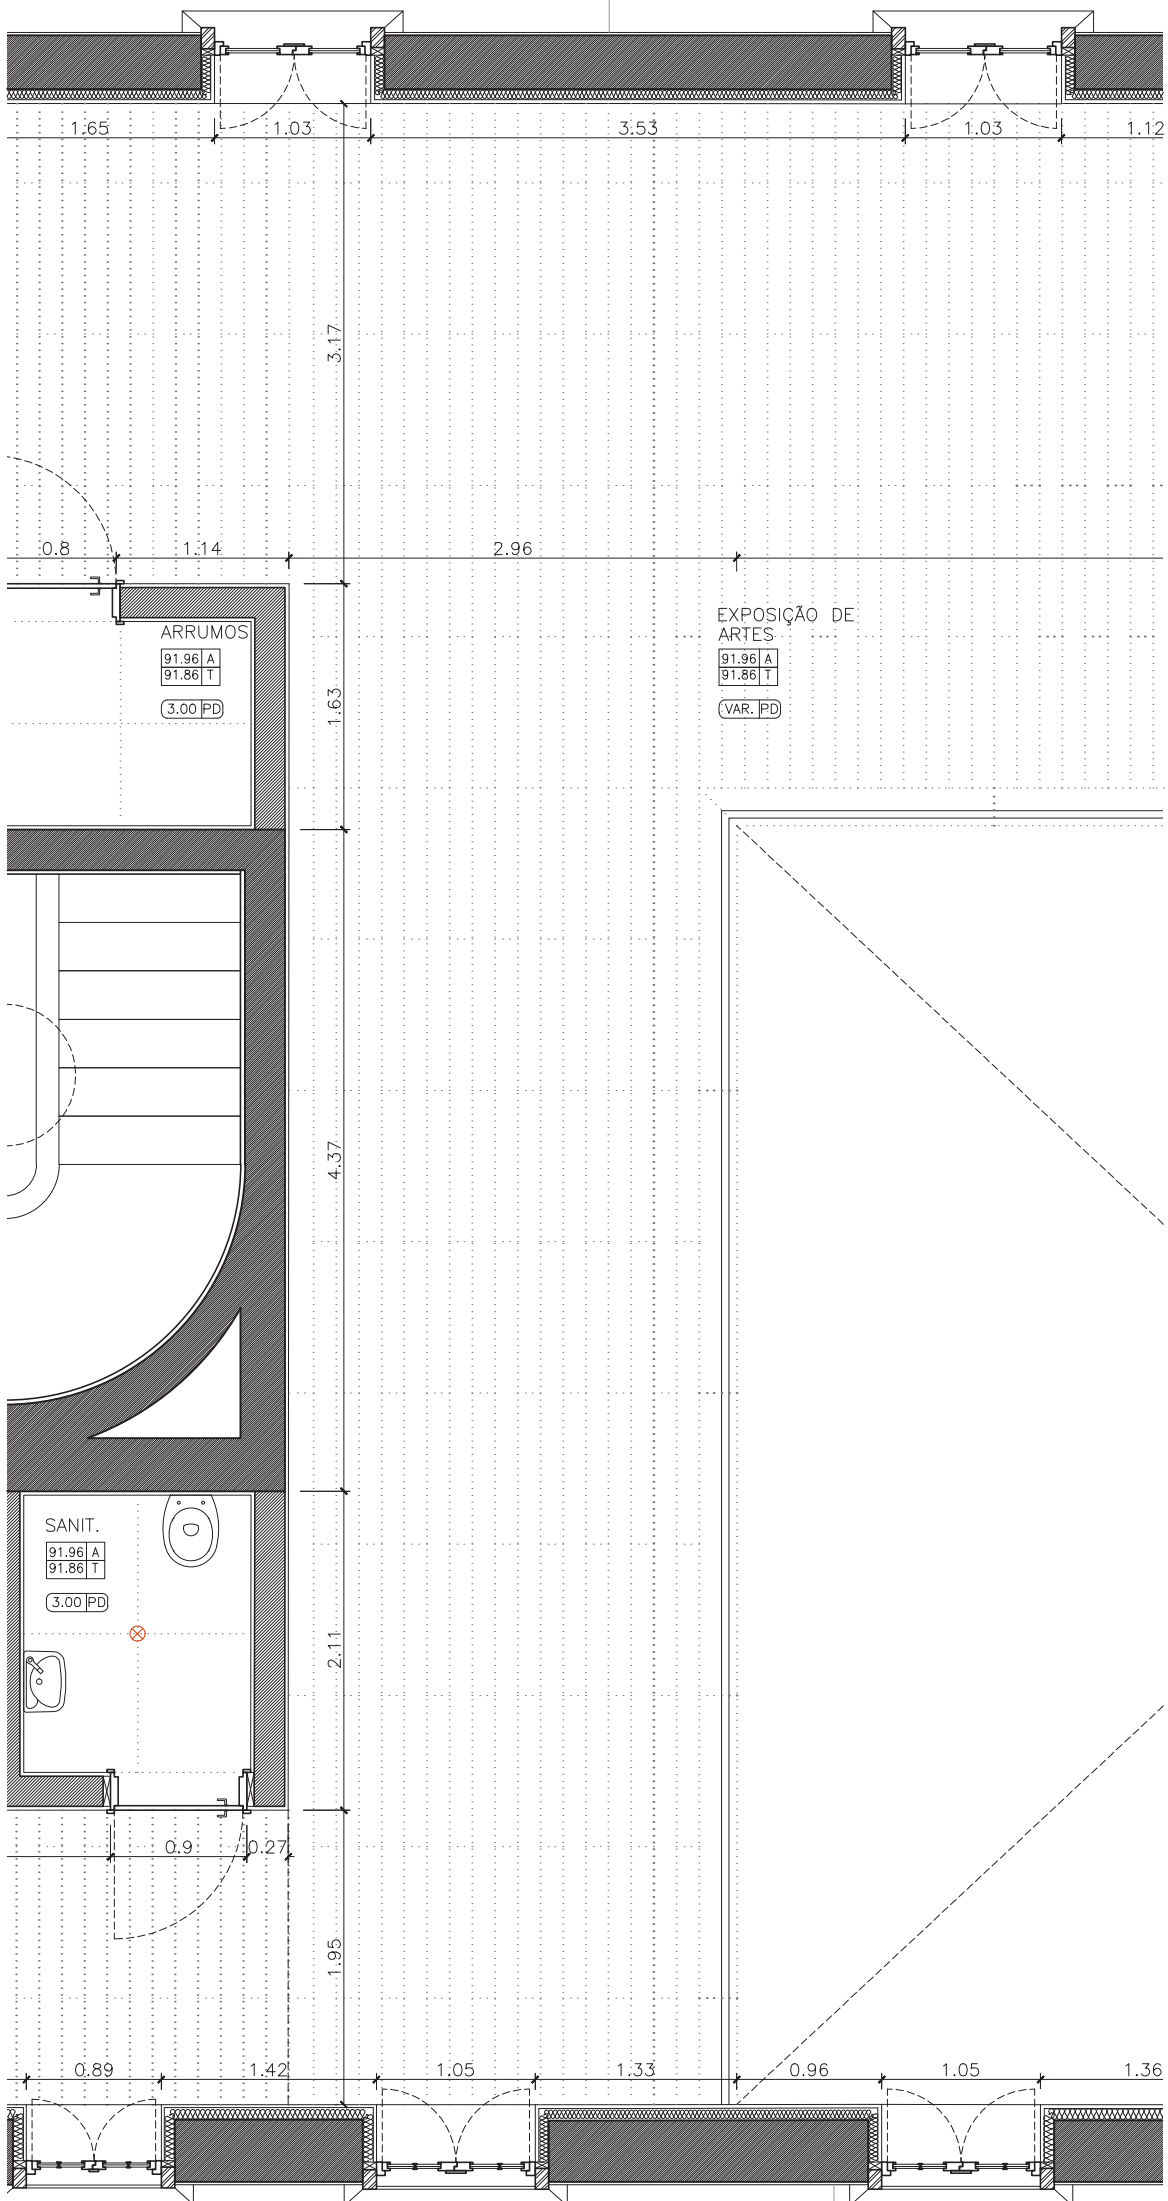 1.65 1.03 3.53 1.03 1.12
3.17
0.8 1.14 2.96
ARRUMOS
91.96 A
91.86 T
3.00 PD
EXPOSIÇÃO DE
ARTES
91.96 A
91.86 T
VAR. PD
1.63
4.37
SANIT.
91.96 A
91.86 T
3.00 PD
2.11
0.9 0.27
1.95
0.89 1.42 1.05 1.33 0.96 1.05 1.36